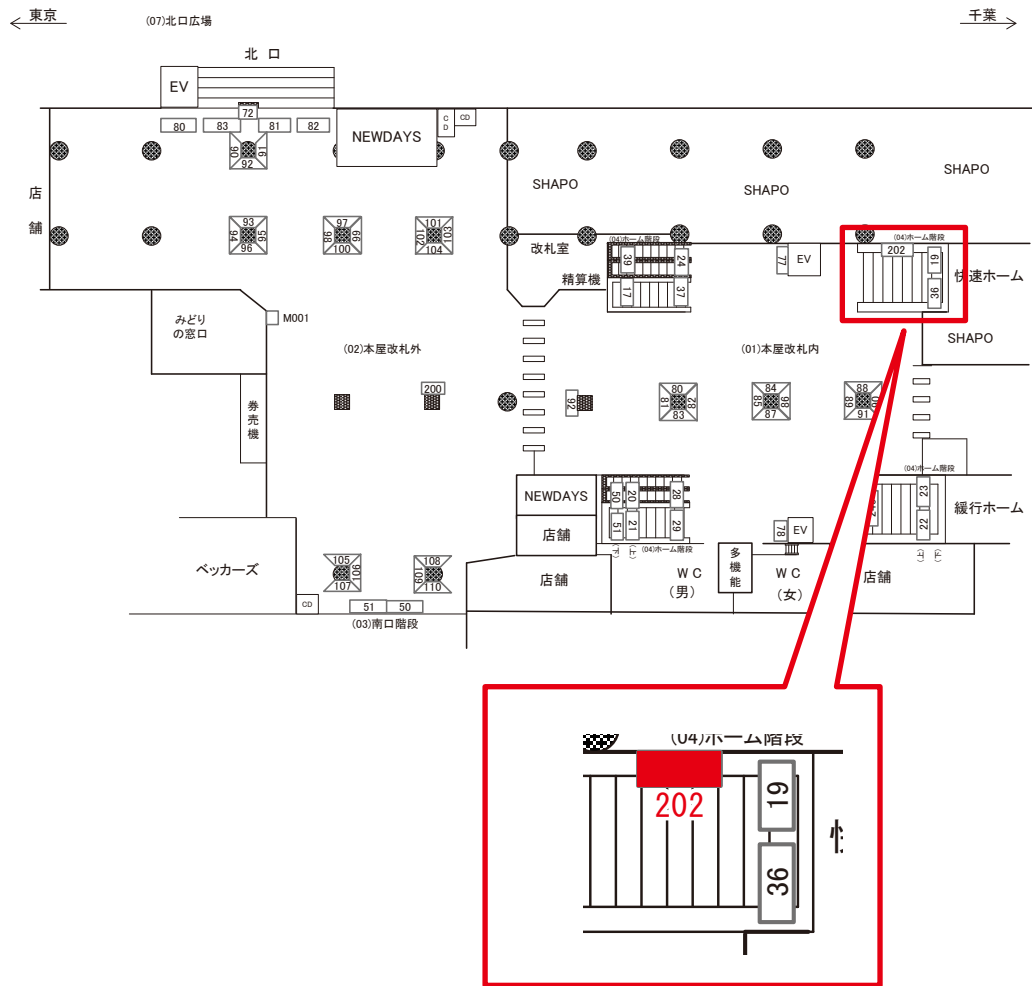 東京
(07)北口広場
千葉
北 口
EV
72
80
83
81
82
NEWDAYS
CD
CD
90
91
92
店
舗
SHAPO
SHAPO
SHAPO
93
94
95
96
97
98
99
100
101
102
103
104
改札室
精算機
(04)ホーム階段
39
24
17
37
77
EV
(04)ホーム階段
202
19
36
快速ホーム
SHAPO
みどり
の窓口
M001
(02)本屋改札外
(01)本屋改札内
券
売
機
200
92
80
81
82
83
84
85
86
87
88
89
90
91
NEWDAYS
店舗
50
20
28
51
21
29
(下)
(上)
(04)ホーム階段
78
EV
(04)ホーム階段
23
22
(上)
(下)
緩行ホーム
ベッカーズ
105
106
107
108
109
110
CD
51
50
(03)南口階段
店舗
WC
(男)
多
機
能
WC
(女)
店舗
(04)ホーム階段
202
19
36